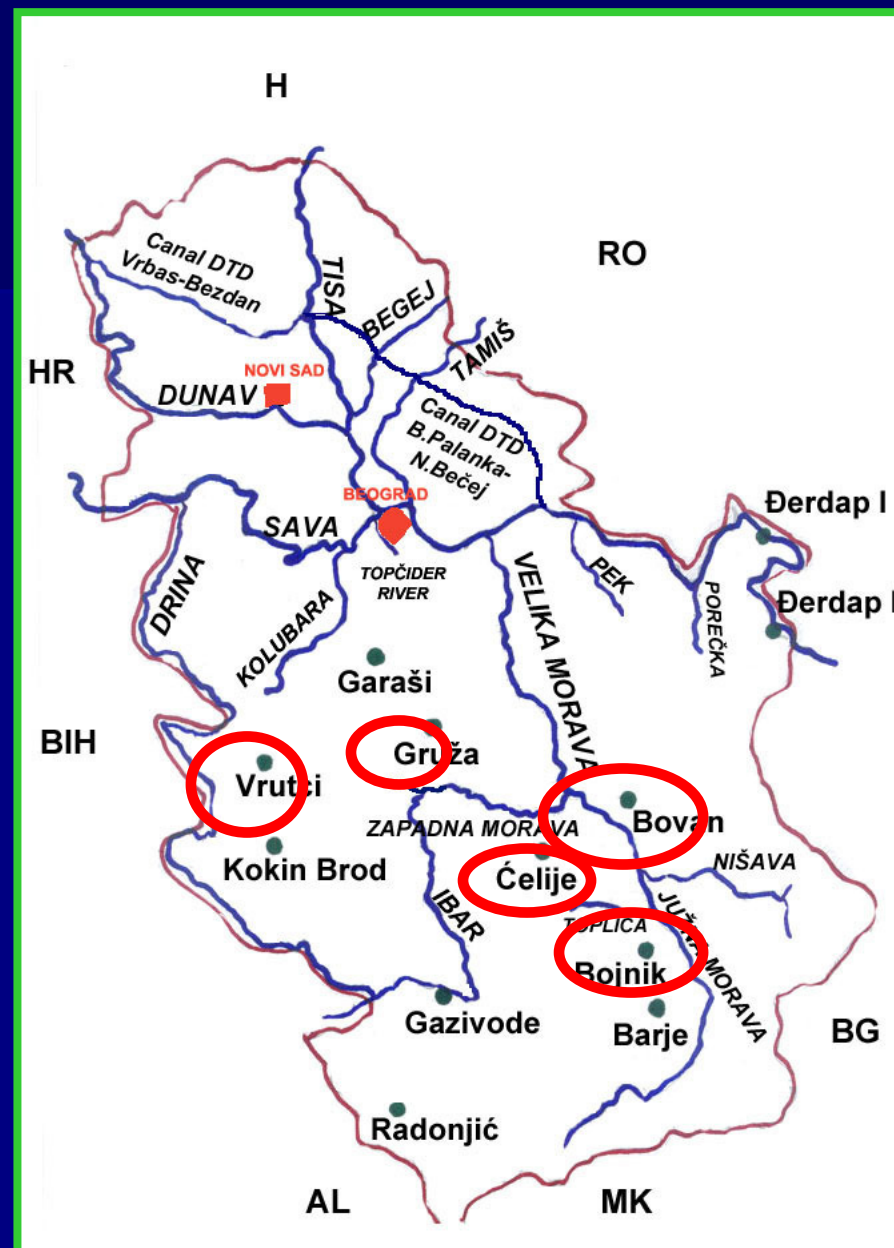 H
RO
Canal DTD
Vrbas-Bezdan
TISA
BEGEJ
TAMIŠ
HR
NOVI SAD
DUNAV
Canal DTD
B.Palanka-
N.Bečej
BEOGRAD
Đerdap I
SAVA
TOPČIDER
RIVER
VELIKA MORAVA
PEK
POREČKA
DRINA
Đerdap I
KOLUBARA
Garaši
BIH
Gruža
Vrutci
Bovan
ZAPADNA MORAVA
Kokin Brod
Ćelije
NIŠAVA
IBAR
TOPLICA
JUŽNA MORAVA
Bojnik
Gazivode
Barje
BG
Radonjić
AL
MK